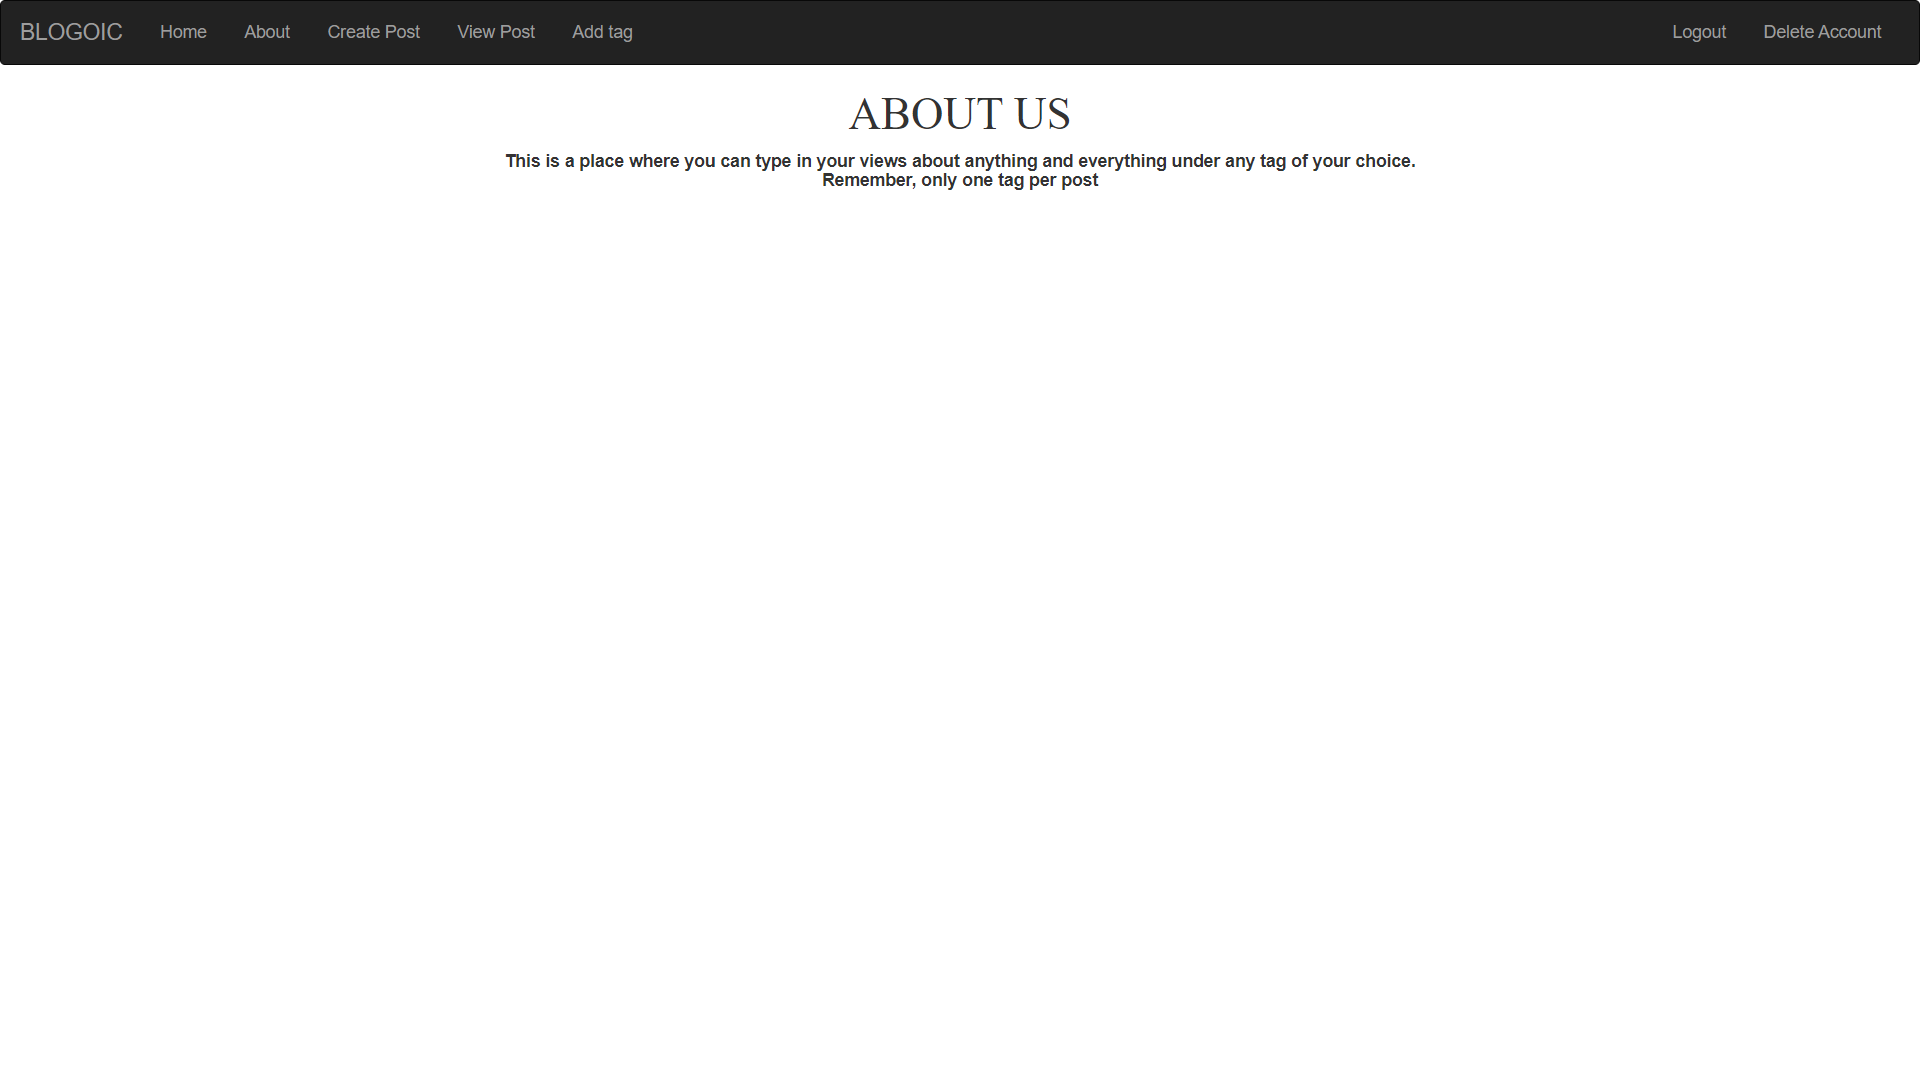 BLOGOIC Home About Create Post View Post Add tag Logout Delete Account
ABOUT US
This is a place where you can type in your views about anything and everything under any tag of your choice.
Remember, only one tag per post